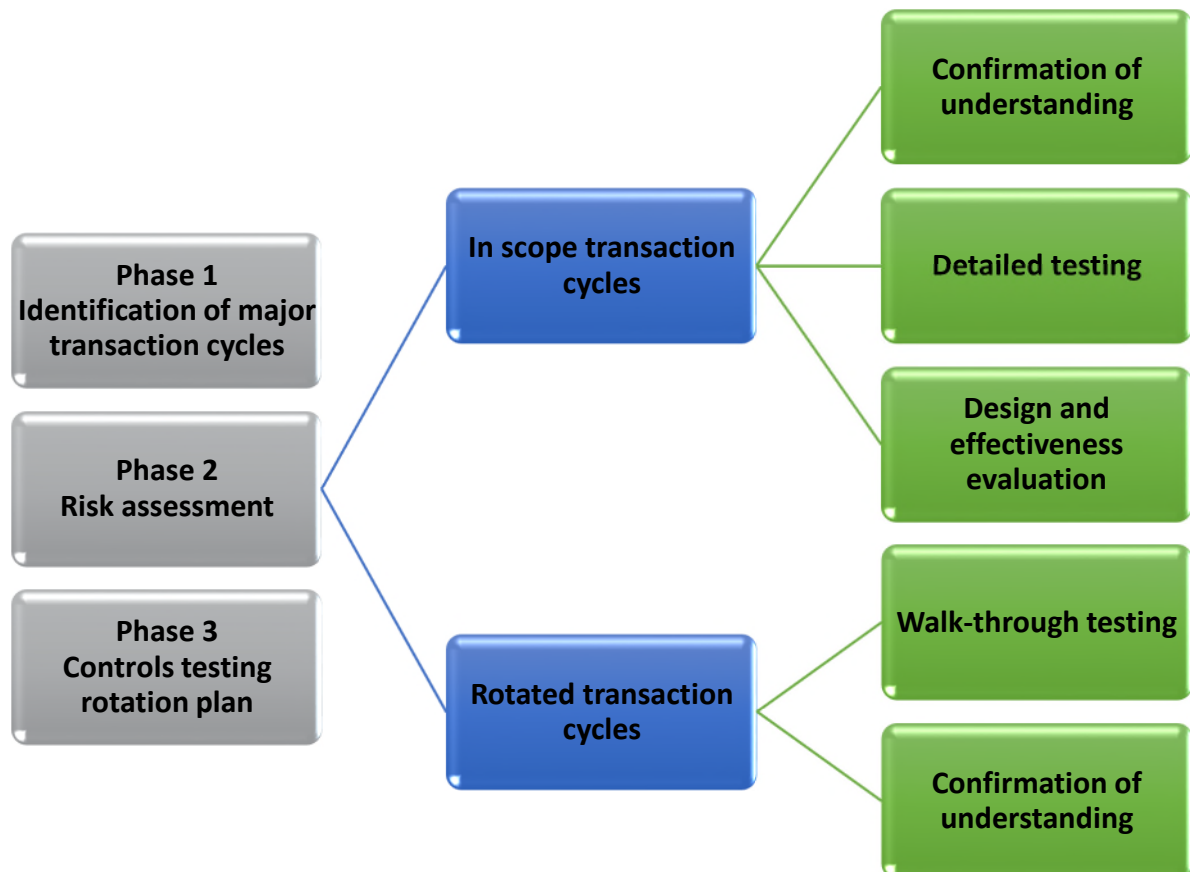 Phase 1
Identification of major
transaction cycles
Phase 2
Risk assessment
Phase 3
Controls testing
rotation plan
In scope transaction
cycles
Rotated transaction
cycles
Confirmation of
understanding
Detailed testing
Design and
effectiveness
evaluation
Walk-through testing
Confirmation of
understanding